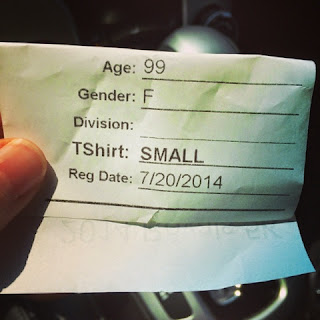 Age: 99
Gender: F
Division:
TShirt: SMALL
Reg Date: 7/20/2014